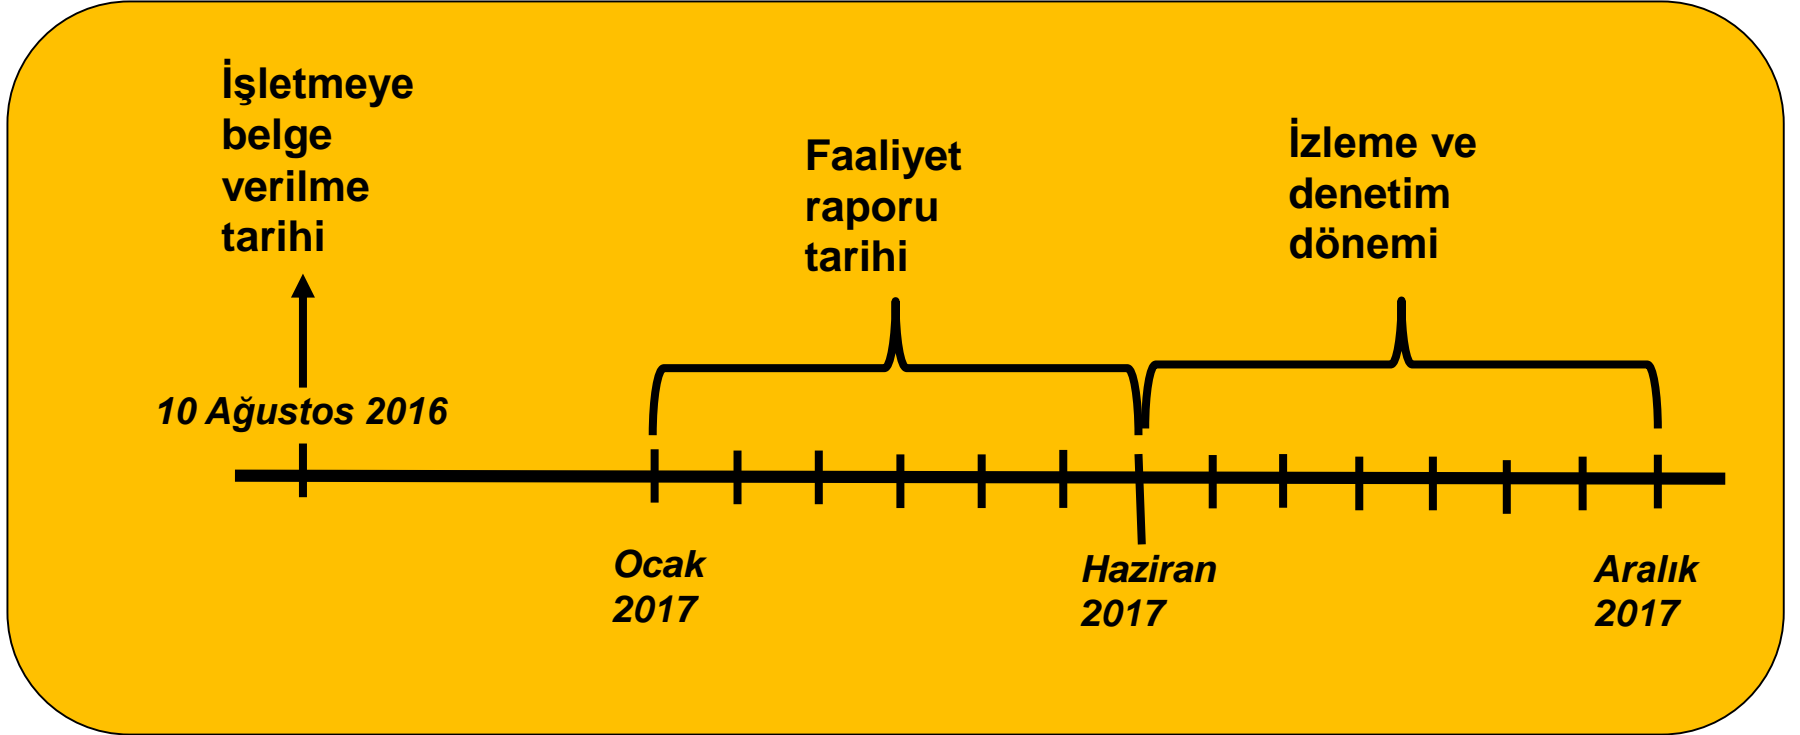 İşletmeye
belge
verilme
tarihi
Faaliyet
raporu
tarihi
İzleme ve
denetim
dönemi
10 Ağustos 2016
Ocak
2017
Haziran
2017
Aralık
2017